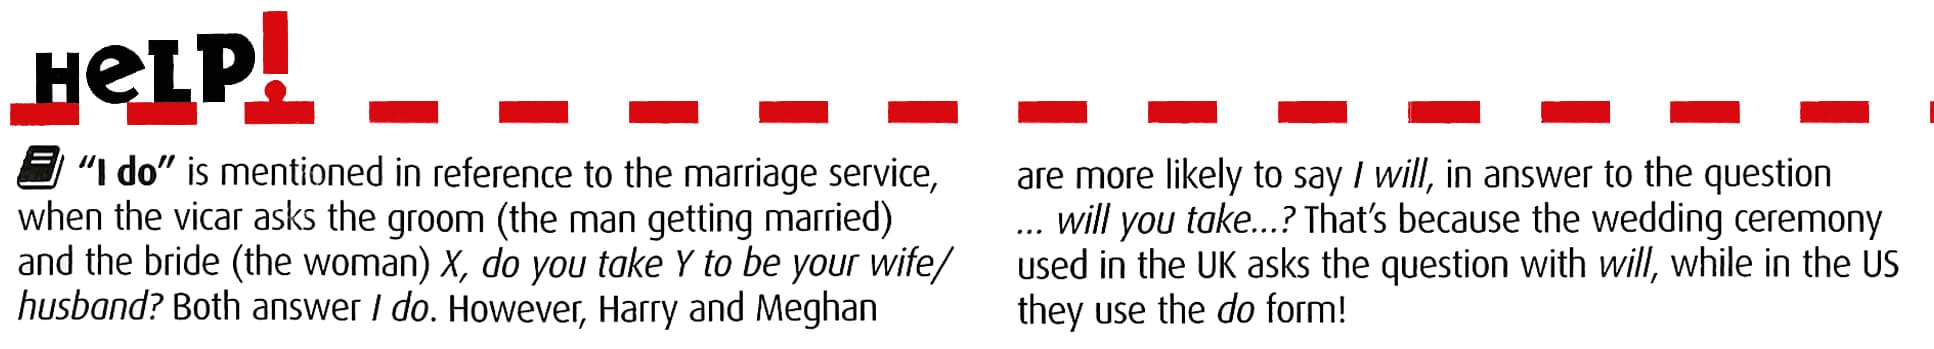 HeLP!
"I do" is mentioned in reference to the marriage service,
when the vicar asks the groom (the man getting married)
and the bride (the woman) X, do you take Y to be your wife/
husband? Both answer I do. However, Harry and Meghan
are more likely to say I will, in answer to the question
... will you take...? That's because the wedding ceremony
used in the UK asks the question with will, while in the US
they use the do form!